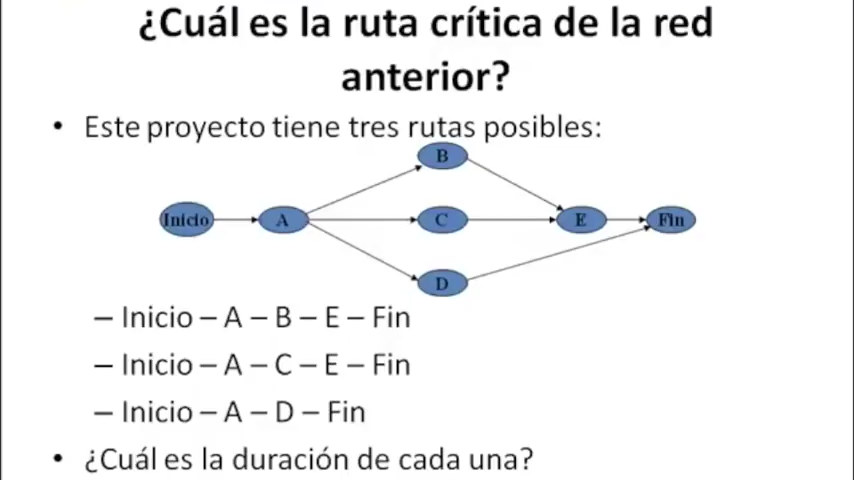 ¿Cuál es la ruta crítica de la red
anterior?
• Este proyecto tiene tres rutas posibles:
B
Inicio A C E Fin
D
– Inicio – A – B – E – Fin
– Inicio – A – C – E – Fin
– Inicio – A – D – Fin
• ¿Cuál es la duración de cada una?